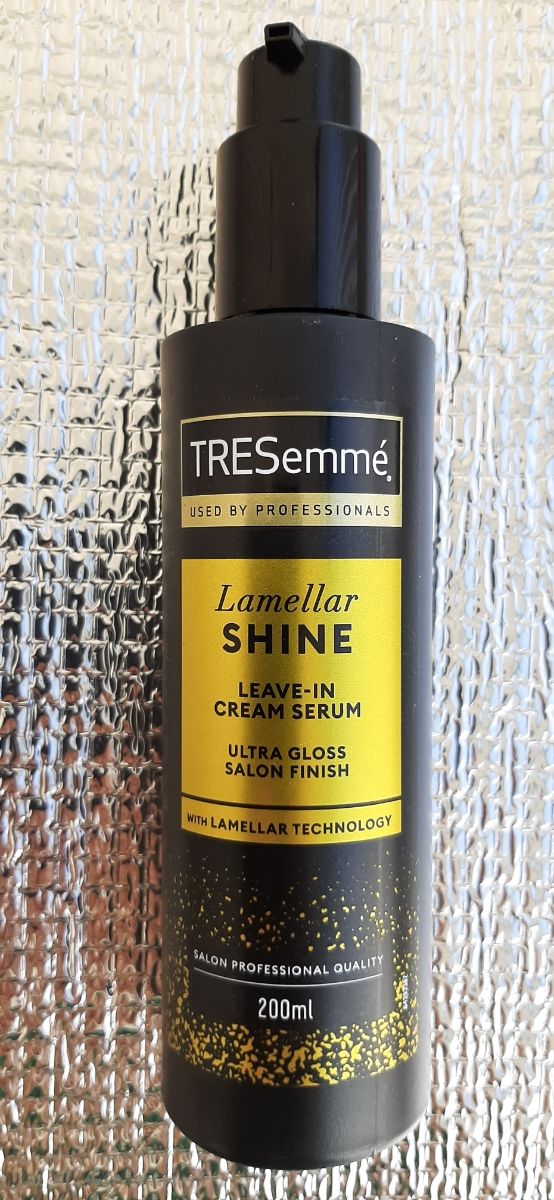 TRESemmé
USED BY PROFESSIONALS
Lamellar
SHINE
LEAVE-IN
CREAM SERUM
ULTRA GLOSS
SALON FINISH
WITH LAMELLAR TECHNOLOGY
SALON PROFESSIONAL QUALITY
200ml